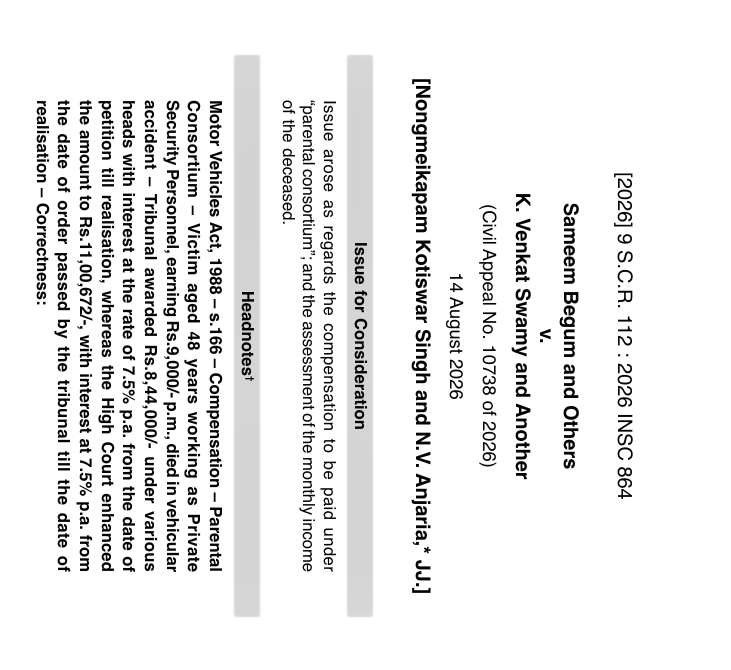 [2026] 9 S.C.R. 112 : 2026 INSC 864
Sameem Begum and Others
v.
K. Venkat Swamy and Another
(Civil Appeal No. 10738 of 2026)
14 August 2026
[Nongmeikapam Kotiswar Singh and N.V. Anjaria,* JJ.]
Issue for Consideration
Issue arose as regards the compensation to be paid under
“parental consortium”; and the assessment of the monthly income
of the deceased.
Headnotes†
Motor Vehicles Act, 1988 – s.166 – Compensation – Parental
Consortium – Victim aged 48 years working as Private
Security Personnel, earning Rs.9,000/- p.m., died in vehicular
accident – Tribunal awarded Rs.8,44,000/- under various
heads with interest at the rate of 7.5% p.a. from the date of
petition till realisation, whereas the High Court enhanced
the amount to Rs.11,00,672/-, with interest at 7.5% p.a. from
the date of order passed by the tribunal till the date of
realisation – Correctness: